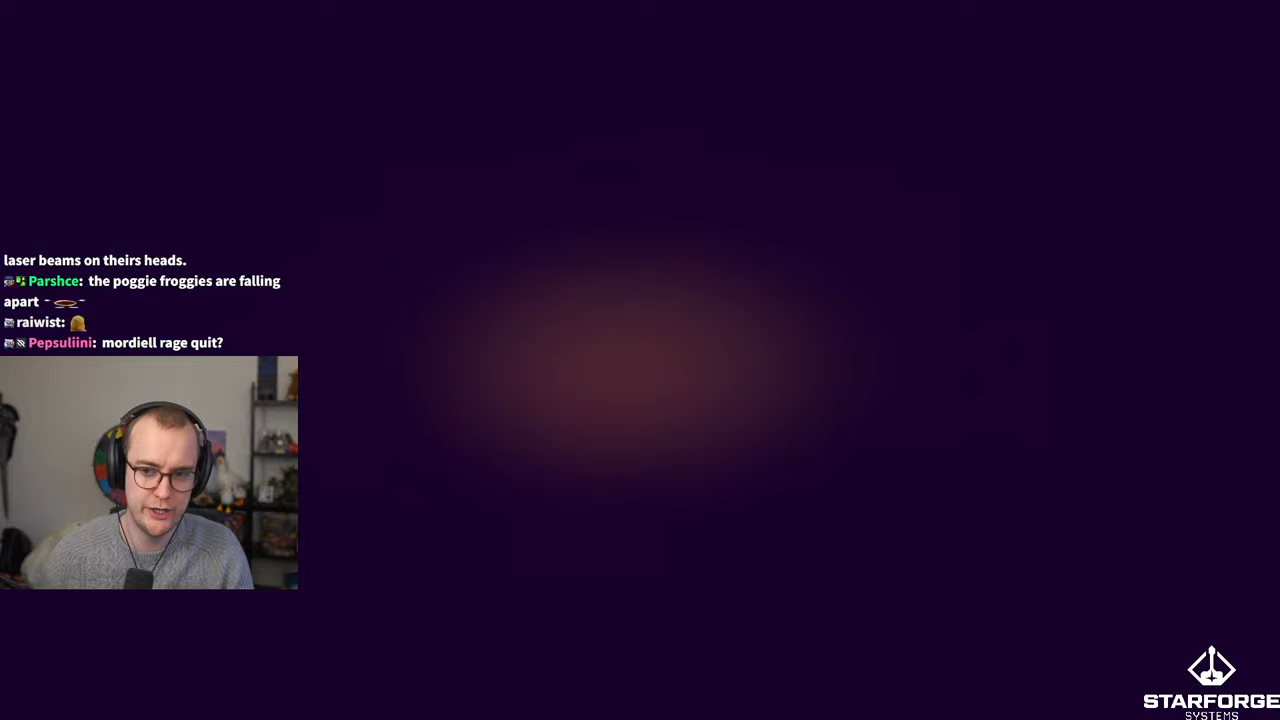 laser beams on theirs heads.
Parshce: the poggie froggies are falling
apart
raiwist:
Pepsuliini: mordiell rage quit?
STARFORGE
SYSTEMS